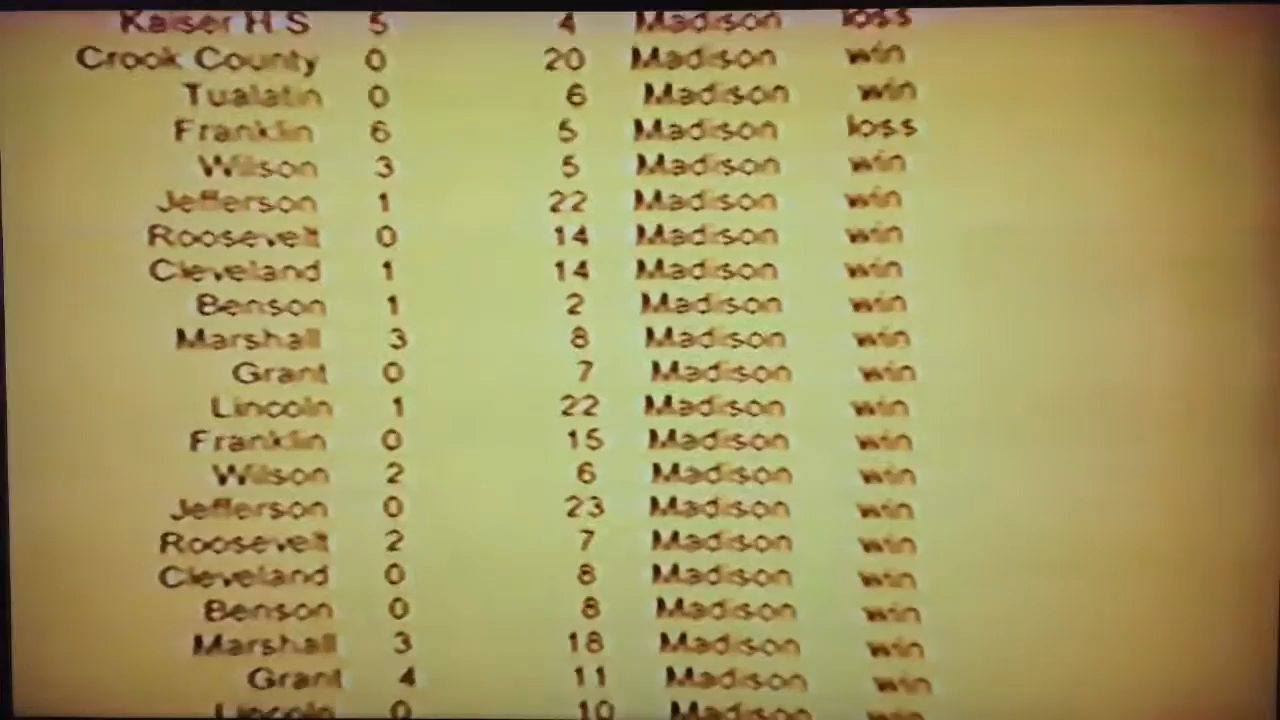 Kaiser H S 5 4 Madison loss
Crook County 0 20 Madison win
Tualatin 0 6 Madison win
Franklin 6 5 Madison loss
Wilson 3 5 Madison win
Jefferson 1 22 Madison win
Roosevelt 0 14 Madison win
Cleveland 1 14 Madison win
Benson 1 2 Madison win
Marshall 3 8 Madison win
Grant 0 7 Madison win
Lincoln 1 22 Madison win
Franklin 0 15 Madison win
Wilson 2 6 Madison win
Jefferson 0 23 Madison win
Roosevelt 2 7 Madison win
Cleveland 0 8 Madison win
Benson 0 8 Madison win
Marshall 3 18 Madison win
Grant 4 11 Madison win
Lincoln 0 10 Madison win